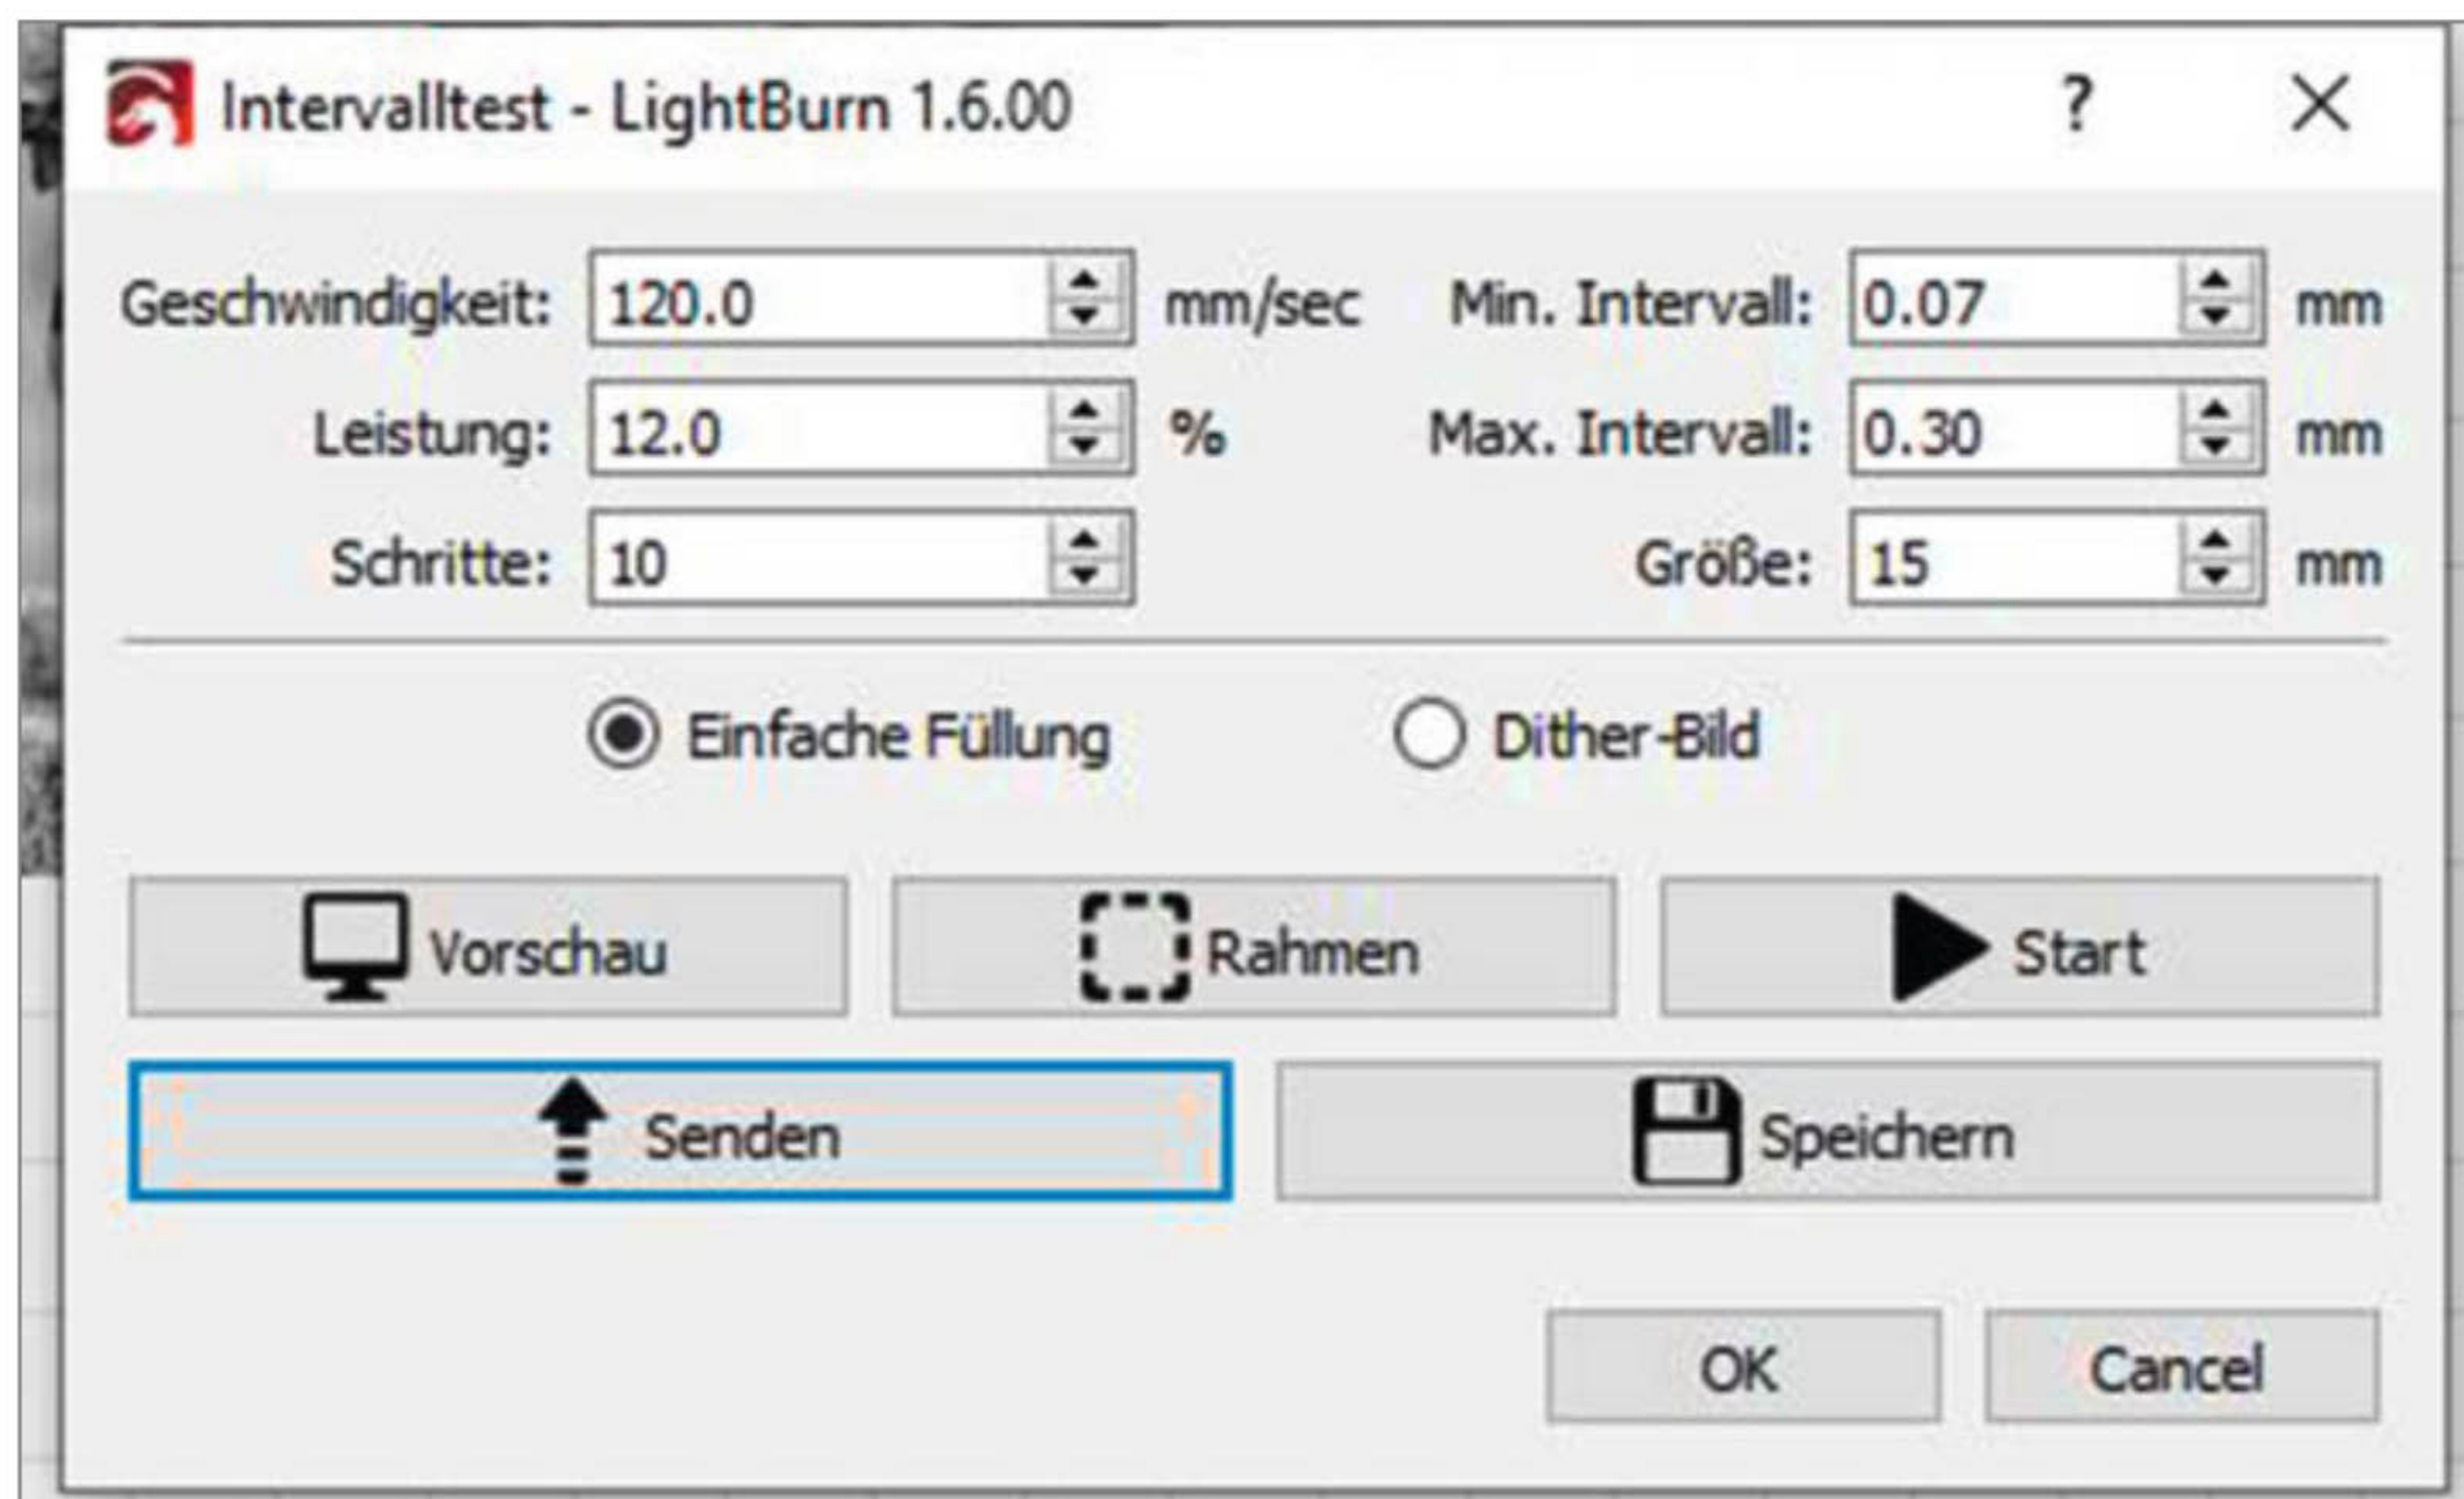 Intervalltest - LightBurn 1.6.00 ?
Geschwindigkeit: 120.0 mm/sec Min. Intervall: 0.07 mm
Leistung: 12.0 % Max. Intervall: 0.30 mm
Schritte: 10 Größe: 15 mm
Einfache Füllung Dither-Bild
Vorschau Rahmen Start
Senden Speichern
OK Cancel